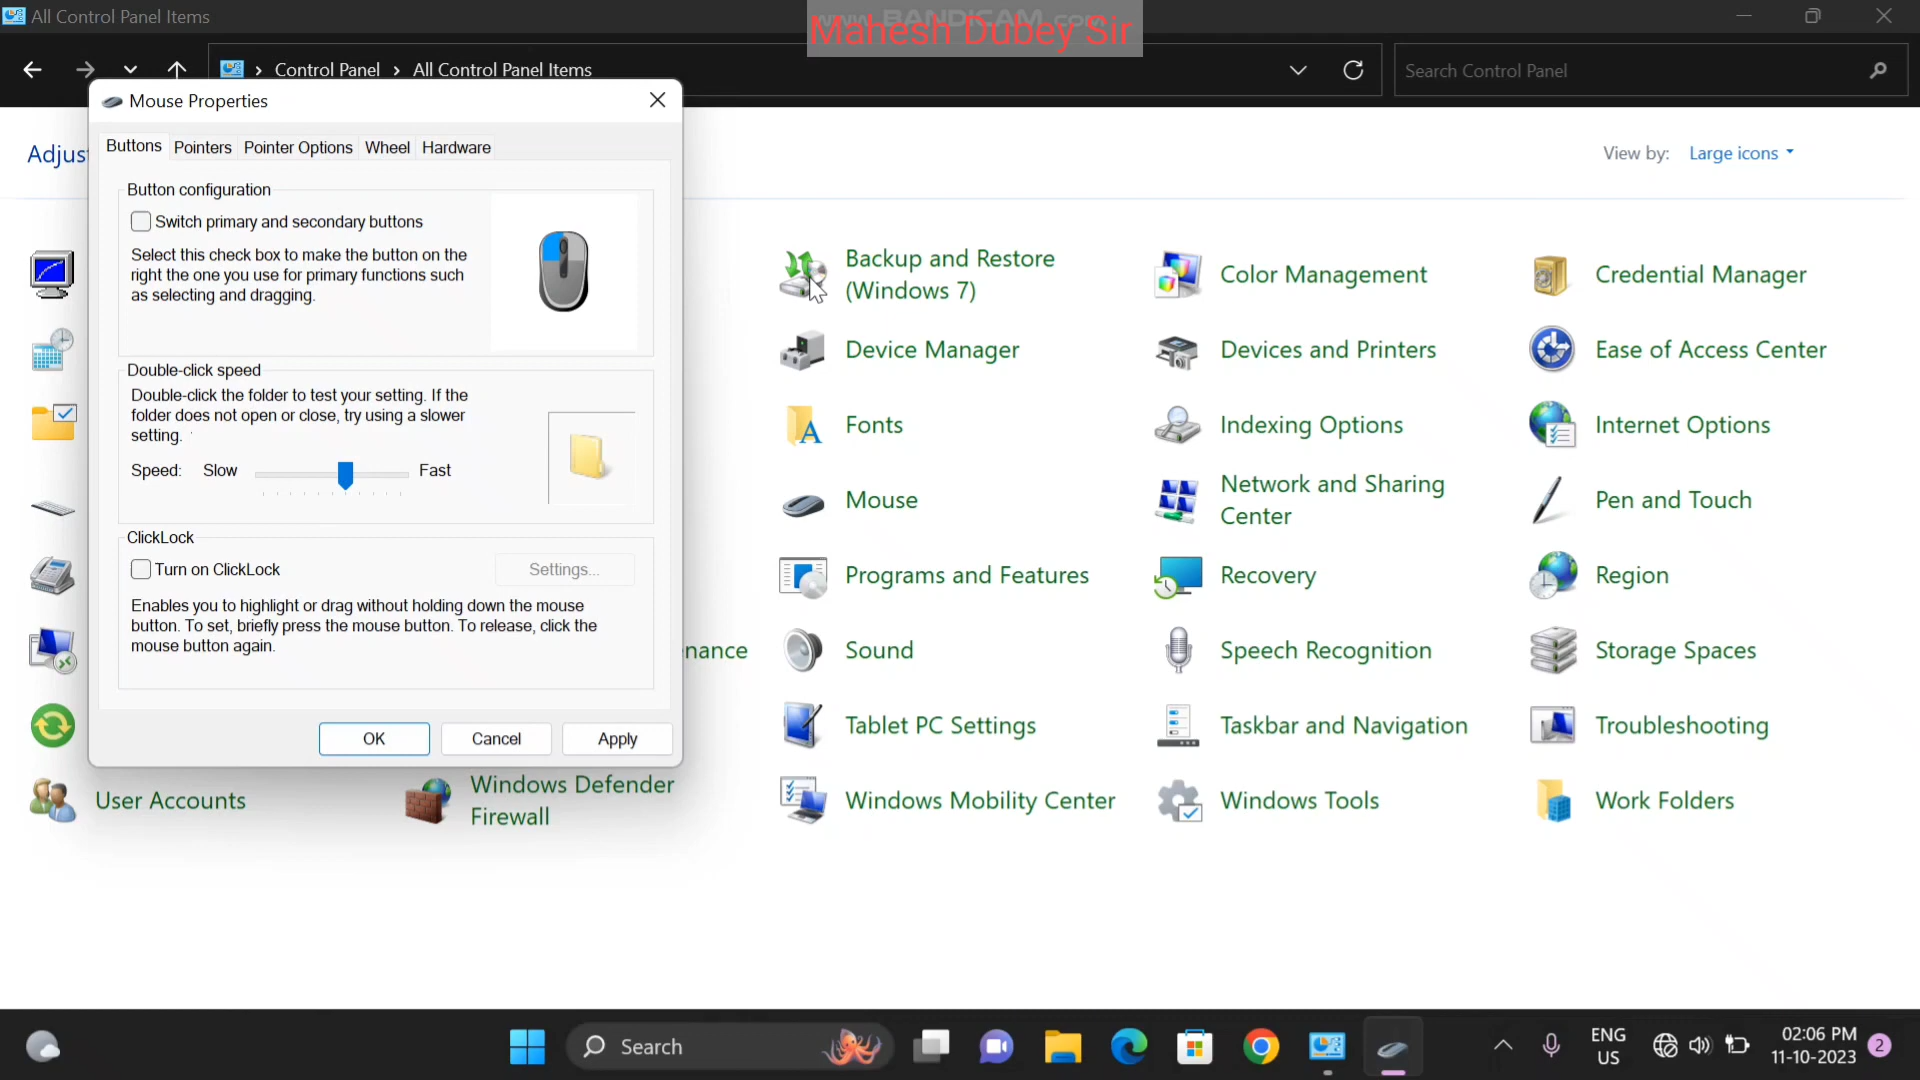 All Control Panel Items
www.BANDICAM.com
Mahesh Dubey Sir
Control Panel
All Control Panel Items
Search Control Panel
Mouse Properties
Buttons
Pointers
Pointer Options
Wheel
Hardware
Button configuration
Switch primary and secondary buttons
Select this check box to make the button on the
right the one you use for primary functions such
as selecting and dragging.
Double-click speed
Double-click the folder to test your setting. If the
folder does not open or close, try using a slower
setting.
Speed:
Slow
Fast
ClickLock
Turn on ClickLock
Settings...
Enables you to highlight or drag without holding down the mouse
button. To set, briefly press the mouse button. To release, click the
mouse button again.
OK
Cancel
Apply
Adjus
View by:
Large icons
Backup and Restore
(Windows 7)
Color Management
Credential Manager
Device Manager
Devices and Printers
Ease of Access Center
Fonts
Indexing Options
Internet Options
Mouse
Network and Sharing
Center
Pen and Touch
Programs and Features
Recovery
Region
nance
Sound
Speech Recognition
Storage Spaces
Tablet PC Settings
Taskbar and Navigation
Troubleshooting
User Accounts
Windows Defender
Firewall
Windows Mobility Center
Windows Tools
Work Folders
Search
ENG
US
02:06 PM
11-10-2023
2